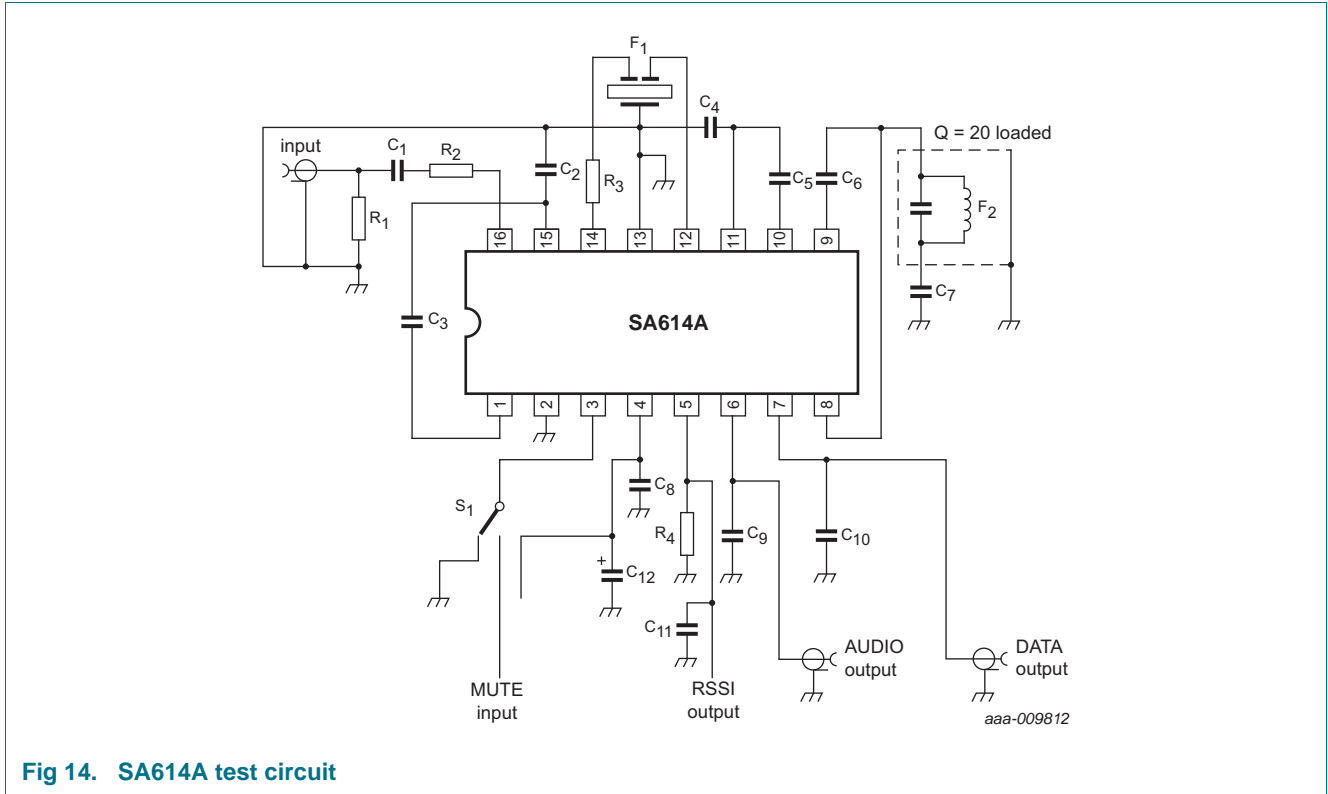 F1
C4
Q = 20 loaded
input
C1
R2
C2
R3
C5
C6
F2
R1
16
15
14
13
12
11
10
9
C7
C3
SA614A
1
2
3
4
5
6
7
8
S1
C8
R4
C9
C10
+
C12
C11
AUDIO
output
DATA
output
MUTE
input
RSSI
output
aaa-009812
Fig 14. SA614A test circuit